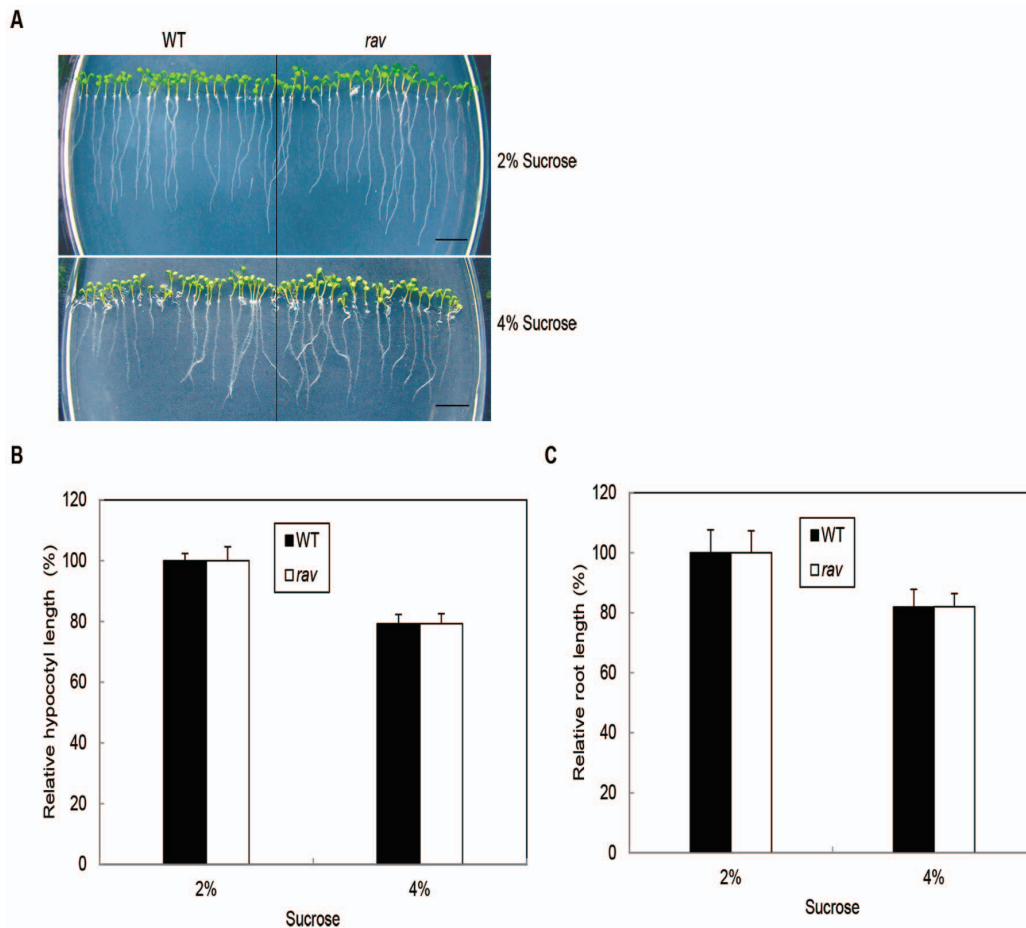 A
WT rav
2% Sucrose
4% Sucrose
B
Relative hypocotyl length (%)
120
100
80
60
40
20
0
WT
rav
2% 4%
Sucrose
C
Relative root length (%)
120
100
80
60
40
20
0
WT
rav
2% 4%
Sucrose